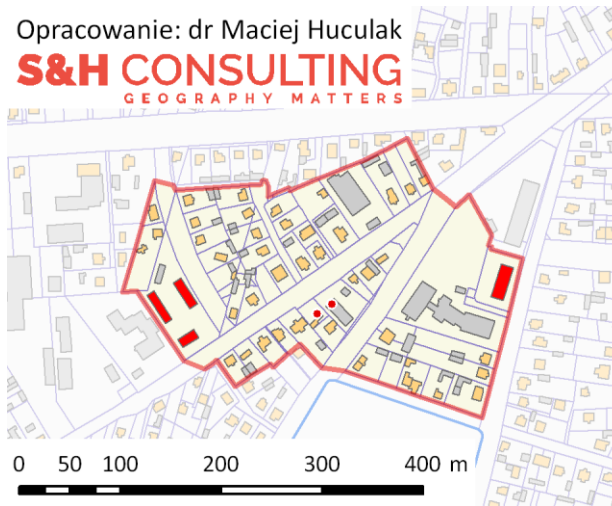 Opracowanie: dr Maciej Huculak
S&H CONSULTING
GEOGRAPHY MATTERS
0 50 100 200 300 400 m